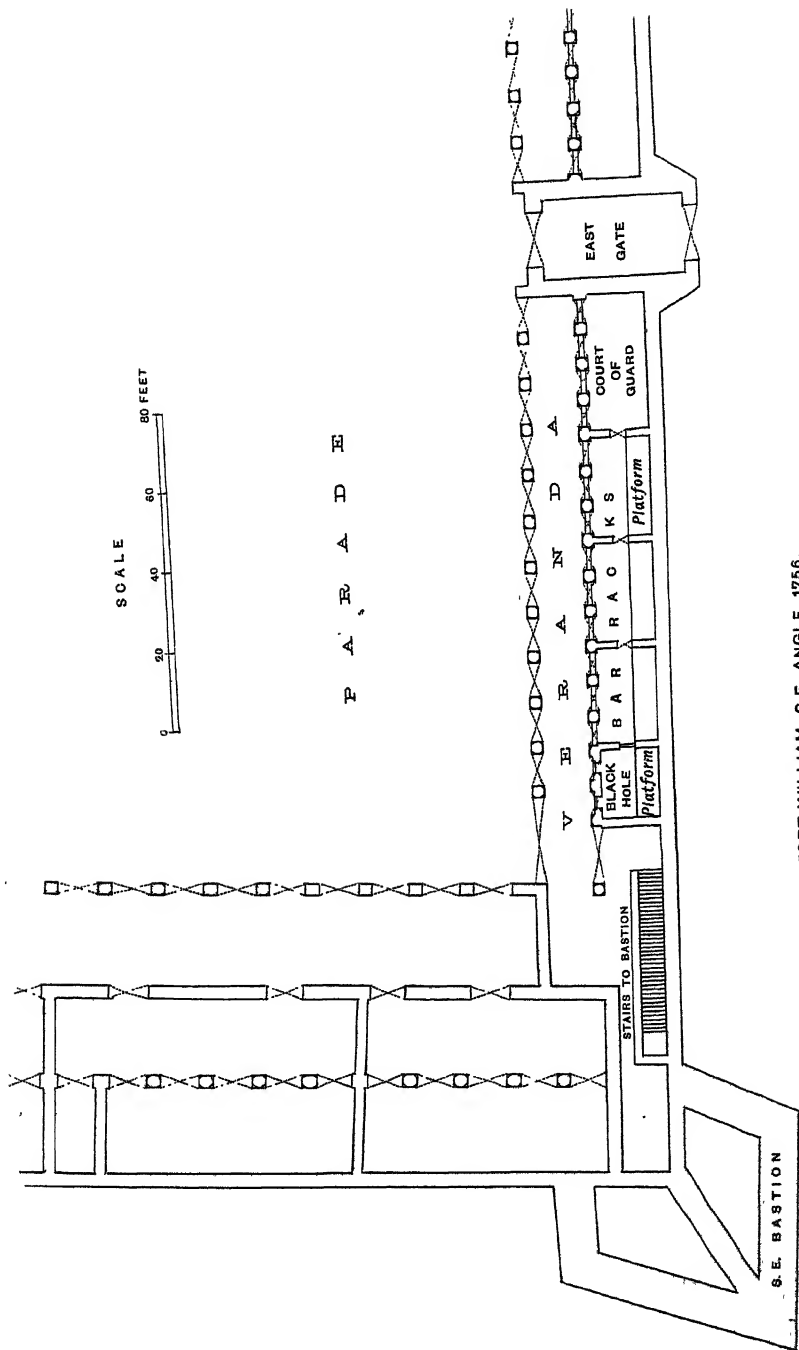 SCALE
0 20 40 60 80 FEET
PARADE
VERANDA
EAST
GATE
COURT
OF
GUARD
BARRACKS
Platform
BLACK
HOLE
Platform
STAIRS TO BASTION
S.E. BASTION
FORT WILLIAM, S.E. ANGLE, 1756